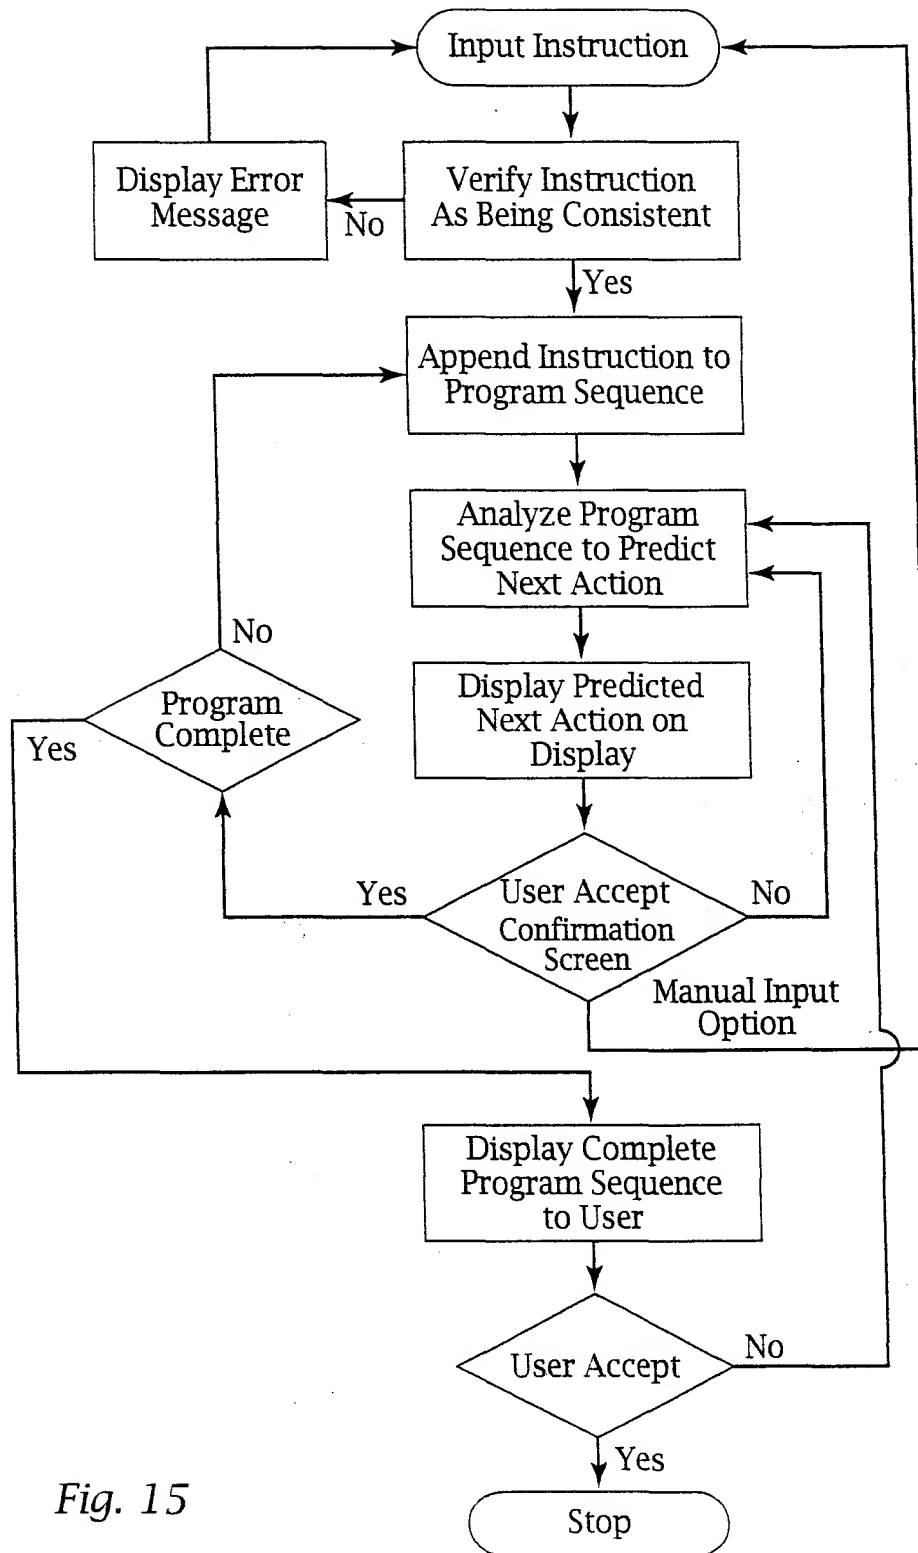 Input Instruction
Display Error
Message
No
Verify Instruction
As Being Consistent
Yes
Append Instruction to
Program Sequence
Analyze Program
Sequence to Predict
Next Action
No
Program
Complete
Yes
Display Predicted
Next Action on
Display
Yes
User Accept
Confirmation
Screen
No
Manual Input
Option
Display Complete
Program Sequence
to User
User Accept
No
Yes
Stop
Fig. 15